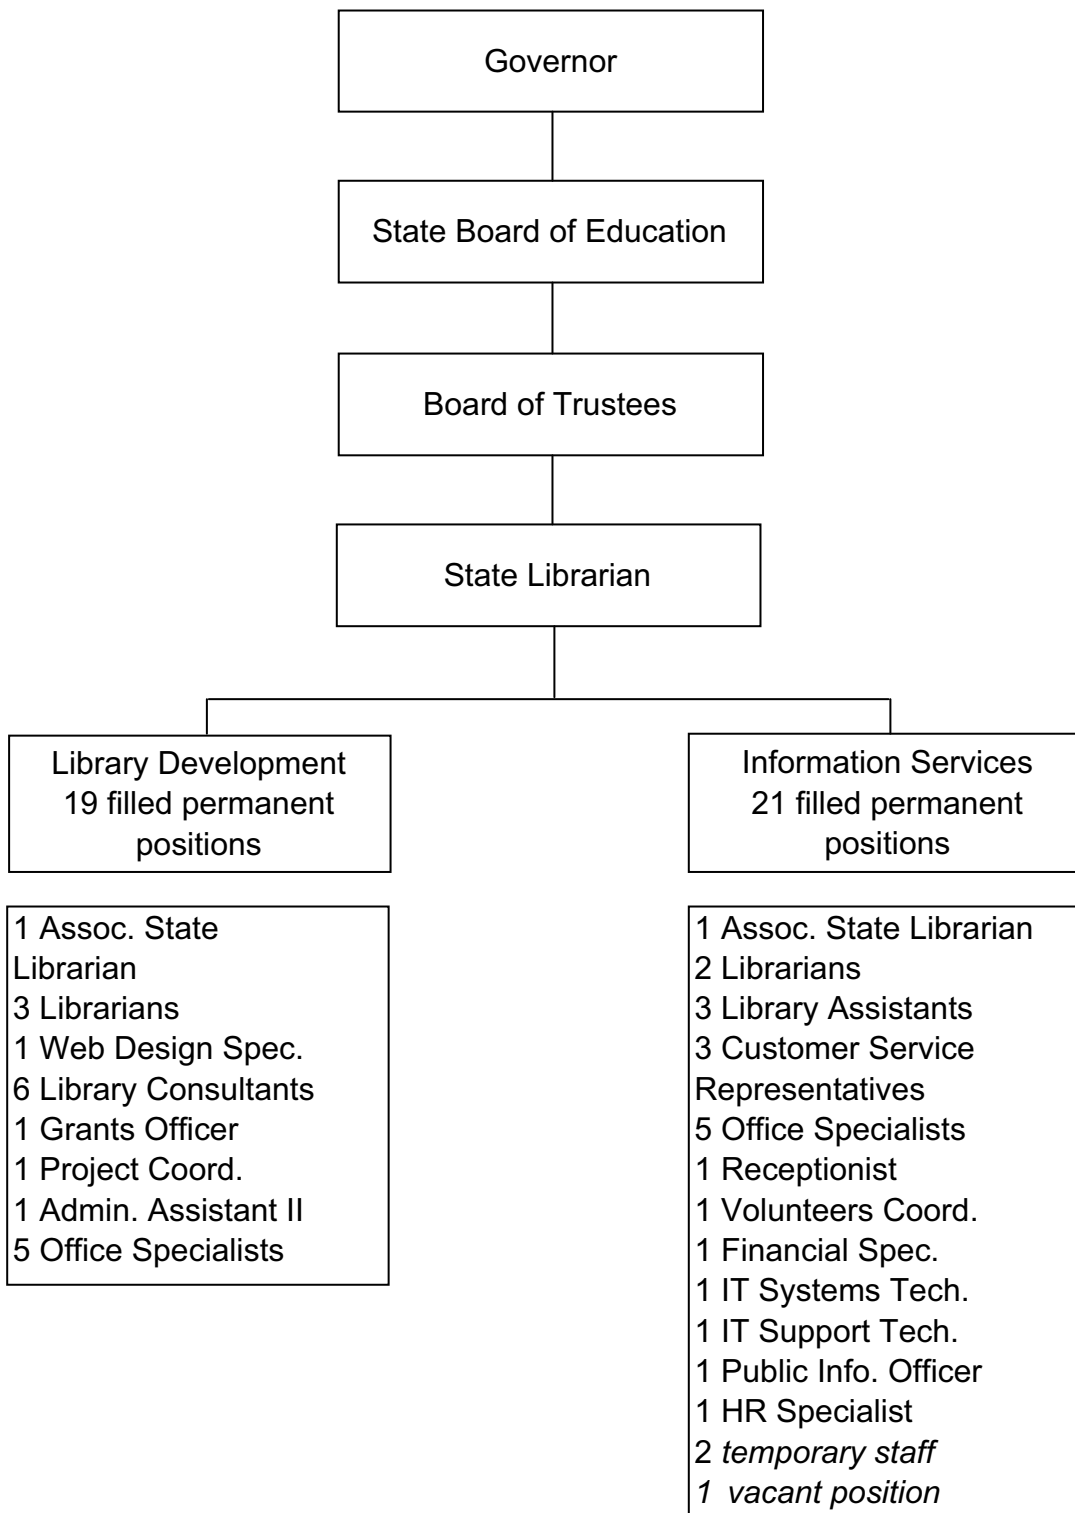 Governor
State Board of Education
Board of Trustees
State Librarian
Library Development
19 filled permanent
positions
1 Assoc. State
Librarian
3 Librarians
1 Web Design Spec.
6 Library Consultants
1 Grants Officer
1 Project Coord.
1 Admin. Assistant II
5 Office Specialists
Information Services
21 filled permanent
positions
1 Assoc. State Librarian
2 Librarians
3 Library Assistants
3 Customer Service
Representatives
5 Office Specialists
1 Receptionist
1 Volunteers Coord.
1 Financial Spec.
1 IT Systems Tech.
1 IT Support Tech.
1 Public Info. Officer
1 HR Specialist
2 temporary staff
1 vacant position